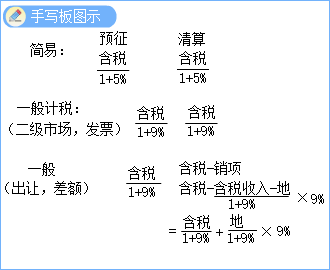 手写板图示
预征 清算
简易： 含税/1+5% 含税/1+5%
一般计税：
（二级市场，发票） 含税/1+9% 含税/1+9%
一般
（出让，差额） 含税/1+9%
含税-销项
含税-含税收入-地/1+9% ×9%
=含税/1+9%+地/1+9%×9%